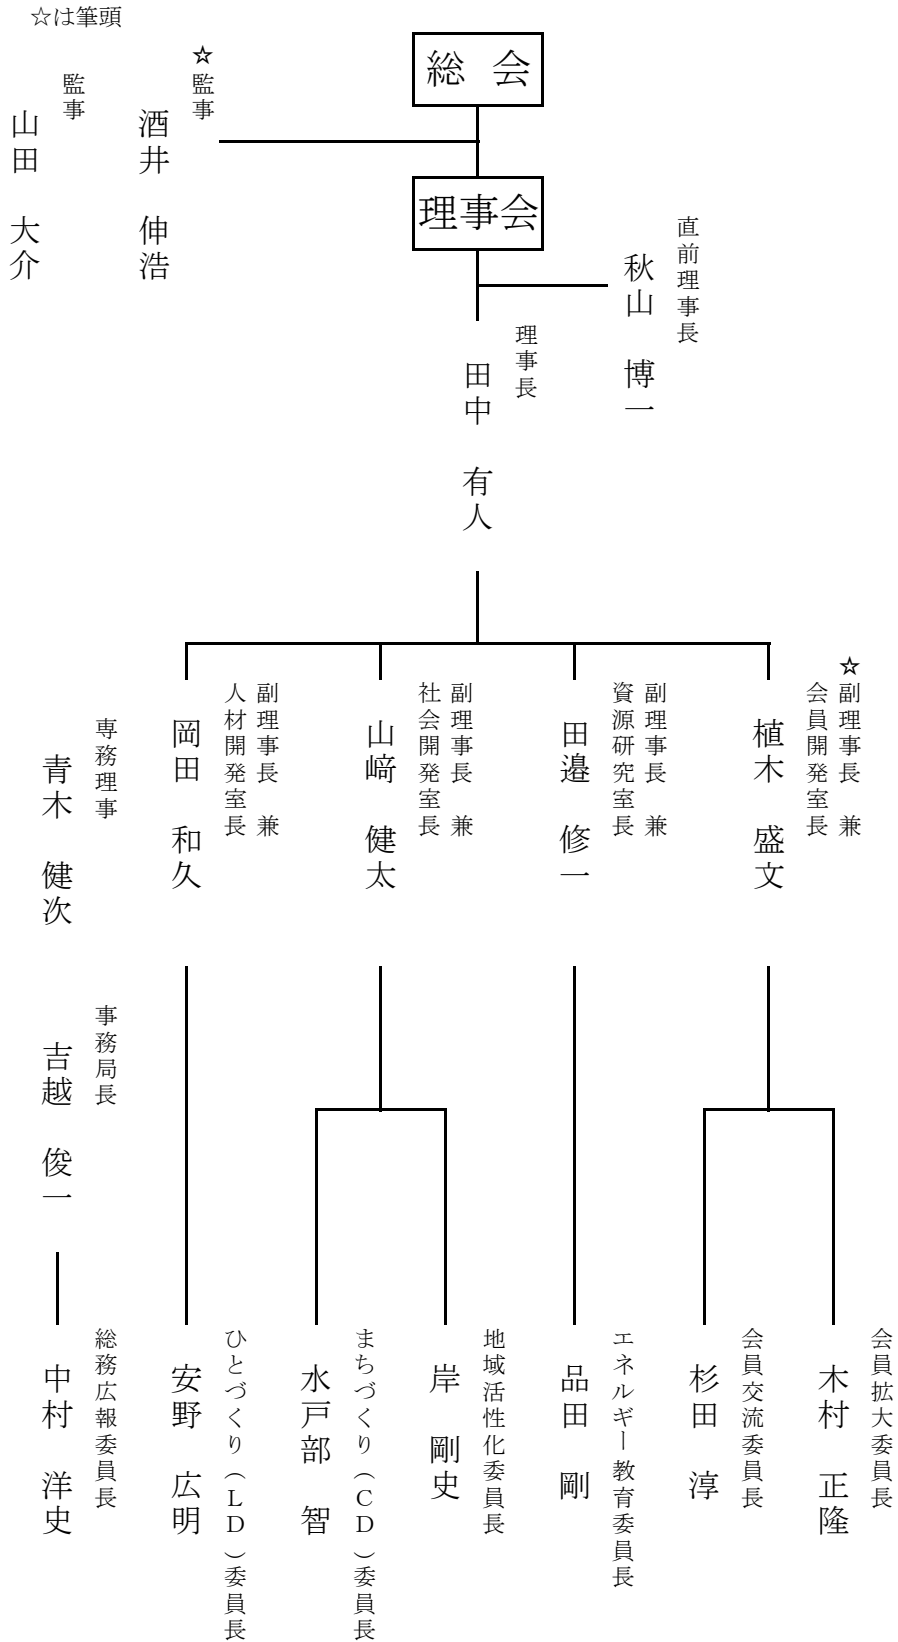 ☆は筆頭
総 会
☆監事
酒井 伸浩
監事
山田 大介
理事会
直前理事長
秋山 博一
理事長
田中 有人
☆副理事長 兼
会員開発室長
植木 盛文
副理事長 兼
資源研究室長
田邉 修一
副理事長 兼
社会開発室長
山﨑 健太
副理事長 兼
人材開発室長
岡田 和久
専務理事
青木 健次
事務局長
吉越 俊一
会員拡大委員長
木村 正隆
会員交流委員長
杉田 淳
エネルギー教育委員長
品田 剛
地域活性化委員長
岸 剛史
まちづくり(CD)委員長
水戸部 智
ひとづくり(LD)委員長
安野 広明
総務広報委員長
中村 洋史